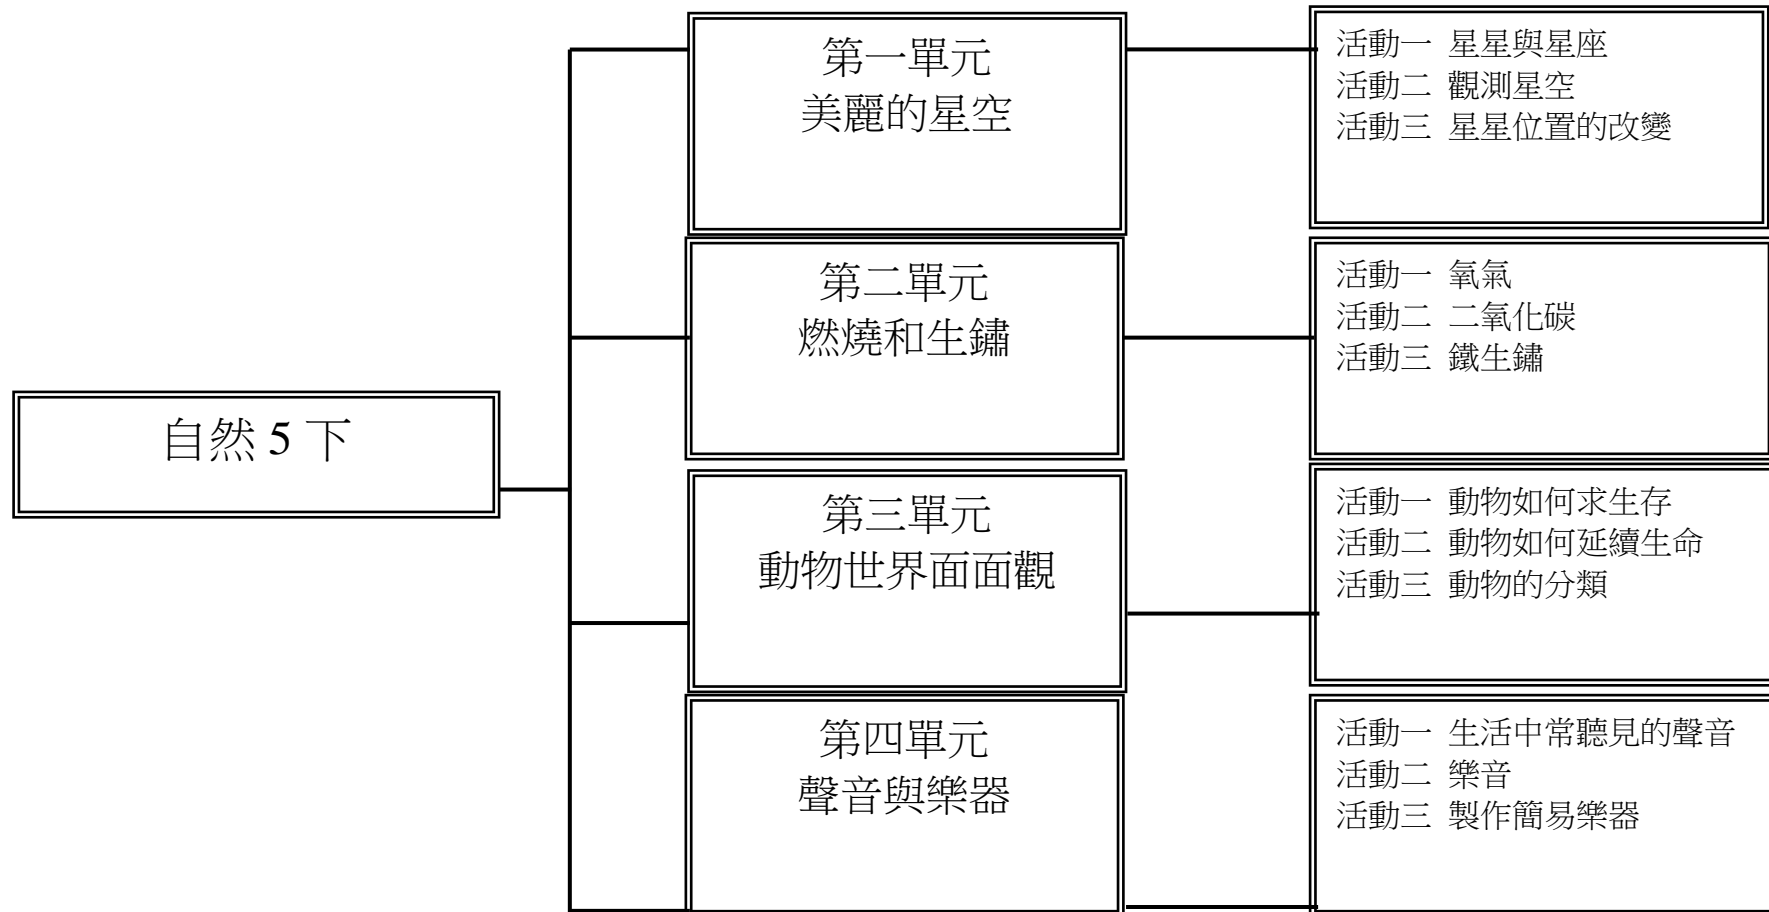 自然 5 下
第一單元
美麗的星空
活動一 星星與星座
活動二 觀測星空
活動三 星星位置的改變
第二單元
燃燒和生鏽
活動一 氧氣
活動二 二氧化碳
活動三 鐵生鏽
第三單元
動物世界面面觀
活動一 動物如何求生存
活動二 動物如何延續生命
活動三 動物的分類
第四單元
聲音與樂器
活動一 生活中常聽見的聲音
活動二 樂音
活動三 製作簡易樂器